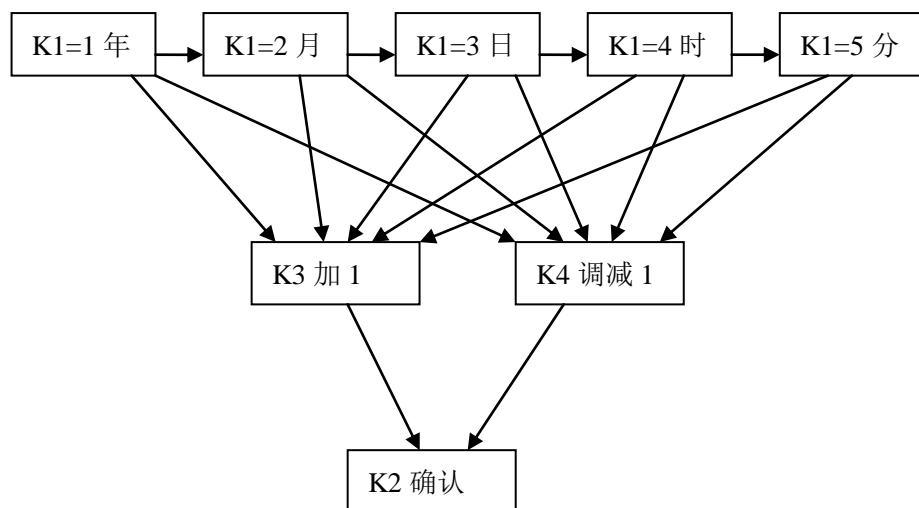 K1=1 年
K1=2 月
K1=3 日
K1=4 时
K1=5 分
K3 加 1
K4 调减 1
K2 确认